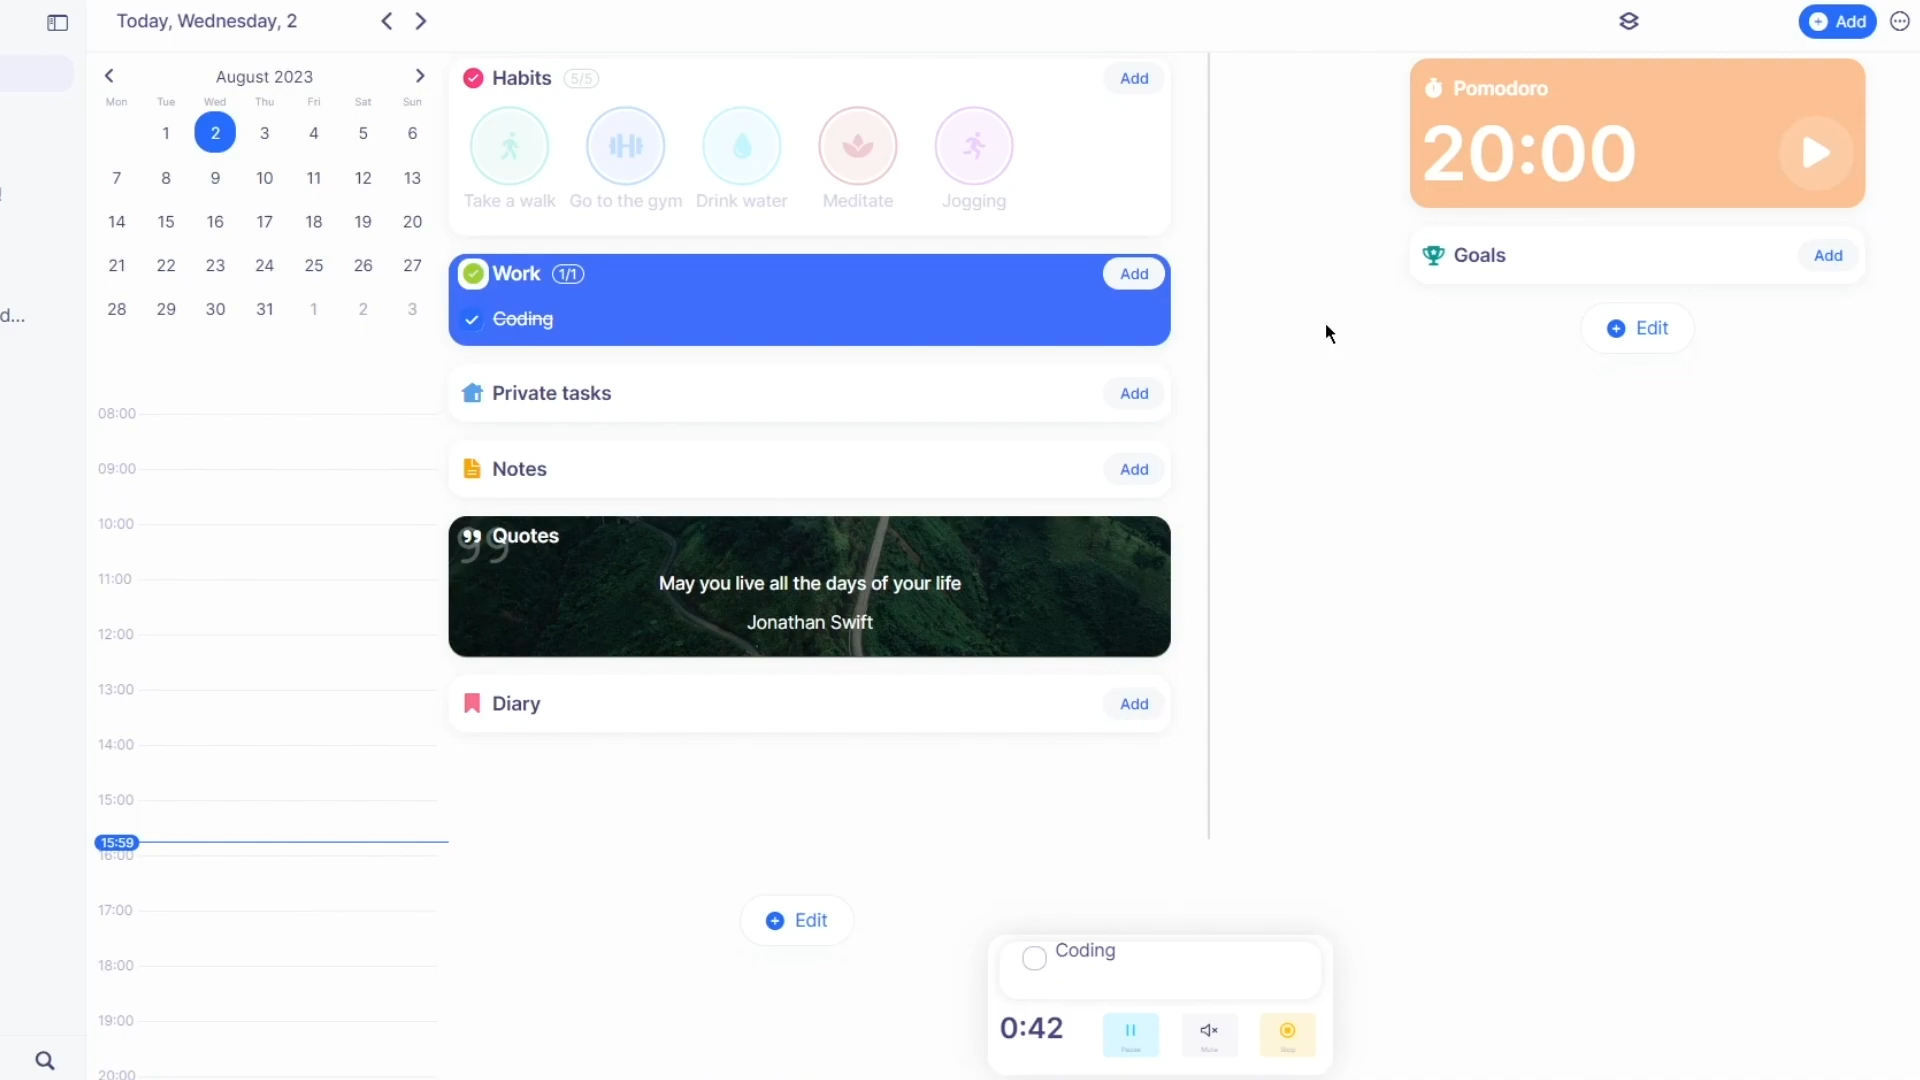 Today, Wednesday, 2
Add
August 2023
Mon Tue Wed Thu Fri Sat Sun
1 2 3 4 5 6
7 8 9 10 11 12 13
14 15 16 17 18 19 20
21 22 23 24 25 26 27
28 29 30 31 1 2 3
d...
08:00
09:00
10:00
11:00
12:00
13:00
14:00
15:00
15:59
16:00
17:00
18:00
19:00
20:00
Habits 5/5 Add
Take a walk Go to the gym Drink water Meditate Jogging
Work 1/1 Add
Coding
Private tasks Add
Notes Add
Quotes
May you live all the days of your life
Jonathan Swift
Diary Add
Edit
Pomodoro
20:00
Goals Add
Edit
Coding
0:42
Pause Mute Stop